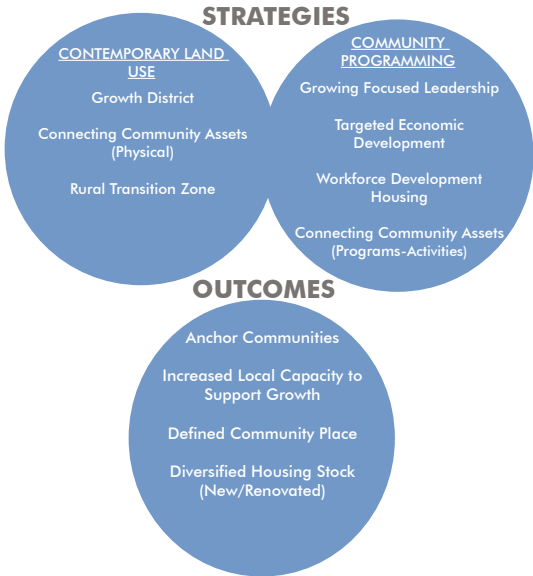 STRATEGIES
CONTEMPORARY LAND
USE
Growth District
Connecting Community Assets
(Physical)
Rural Transition Zone
COMMUNITY
PROGRAMMING
Growing Focused Leadership
Targeted Economic
Development
Workforce Development
Housing
Connecting Community Assets
(Programs-Activities)
OUTCOMES
Anchor Communities
Increased Local Capacity to
Support Growth
Defined Community Place
Diversified Housing Stock
(New/Renovated)